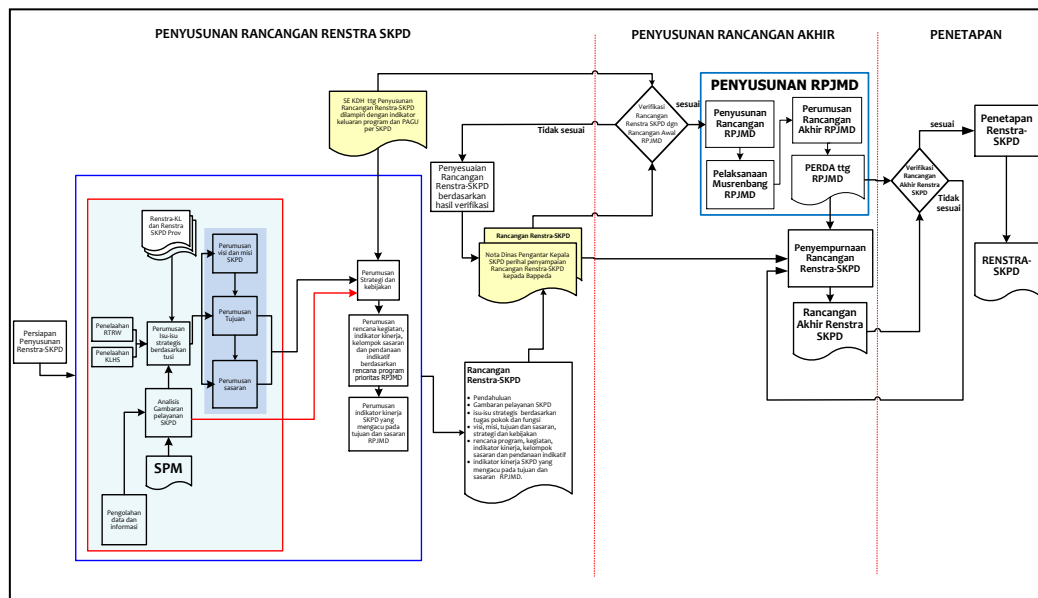 PENYUSUNAN RANCANGAN RENSTRA SKPD
PENYUSUNAN RANCANGAN AKHIR
PENETAPAN
SE KDH ttg Penyusunan
Rancangan Renstra-SKPD
dilampiri dengan indikator
keluaran program dan PAGU
per SKPD
Verifikasi
Rancangan
Renstra SKPD dgn
Rancangan Awal
RPJMD
sesuai
Tidak sesuai
PENYUSUNAN RPJMD
Penyusunan
Rancangan
RPJMD
Perumusan
Rancangan
Akhir RPJMD
Pelaksanaan
Musrenbang
RPJMD
PERDA ttg
RPJMD
Verifikasi
Rancangan
Akhir Renstra
SKPD
sesuai
Tidak
sesuai
Penetapan
Renstra-
SKPD
RENSTRA-
SKPD
Penyesuaian
Rancangan
Renstra-SKPD
berdasarkan
hasil verifikasi
Rancangan Renstra-SKPD
Nota Dinas Pengantar Kepala
SKPD perihal penyampaian
Rancangan Renstra-SKPD
kepada Bappeda
Penyempurnaan
Rancangan
Renstra-SKPD
Rancangan
Akhir Renstra
SKPD
Persiapan
Penyusunan
Renstra-SKPD
Renstra-KL
dan Renstra
SKPD Prov
Penelaahan
RTRW
Penelaahan
KLHS
Perumusan
Isu-isu
strategis
berdasarkan
tusi
Perumusan
visi dan misi
SKPD
Perumusan
Tujuan
Perumusan
sasaran
Analisis
Gambaran
pelayanan
SKPD
SPM
Pengolahan
data dan
informasi
Perumusan
Strategi dan
kebijakan
Perumusan
rencana kegiatan,
indikator kinerja,
kelompok sasaran
dan pendanaan
indikatif
berdasarkan
rencana program
prioritas RPJMD
Perumusan
indikator kinerja
SKPD yang
mengacu pada
tujuan dan
sasaran
RPJMD
Rancangan
Renstra-SKPD
• Pendahuluan
• Gambaran pelayanan SKPD
• isu-isu strategis berdasarkan
tugas pokok dan fungsi
• visi, misi, tujuan dan sasaran,
strategi dan kebijakan
• rencana program, kegiatan,
indikator kinerja, kelompok
sasaran dan pendanaan indikatif
• indikator kinerja SKPD yang
mengacu pada tujuan dan
sasaran RPJMD.